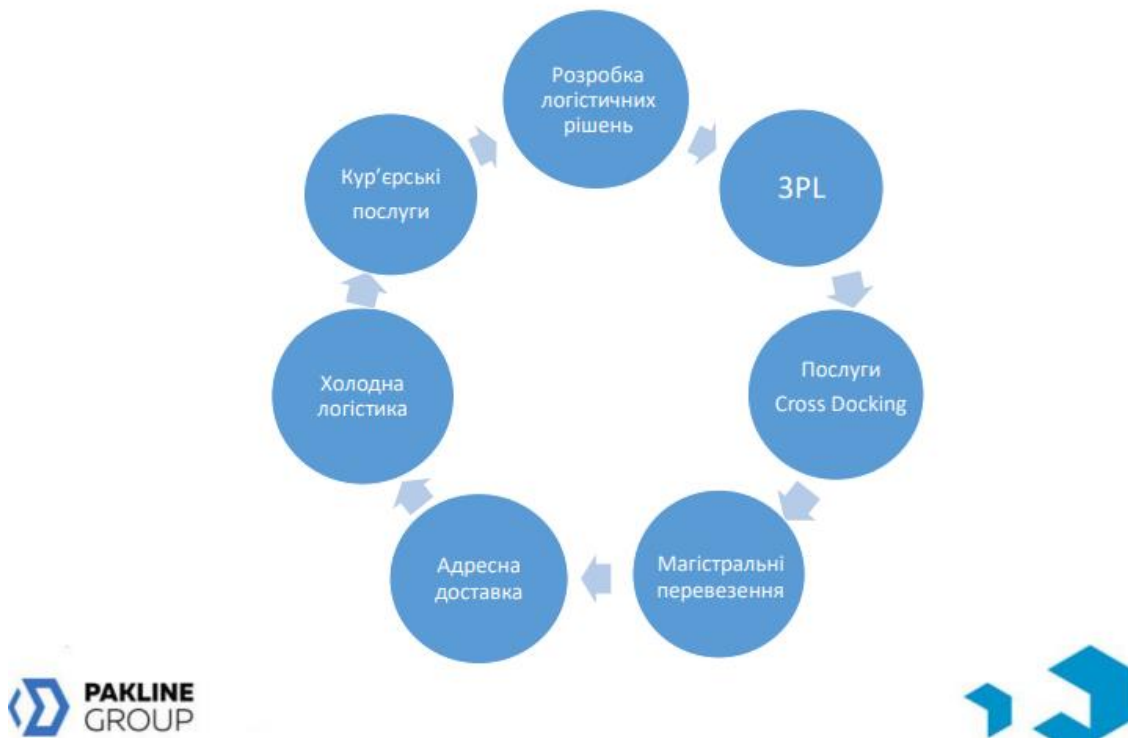 Розробка
логістичних
рішень
3PL
Послуги
Cross Docking
Магістральні
перевезення
Адресна
доставка
Холодна
логістика
Кур’єрські
послуги
PAKLINE
GROUP